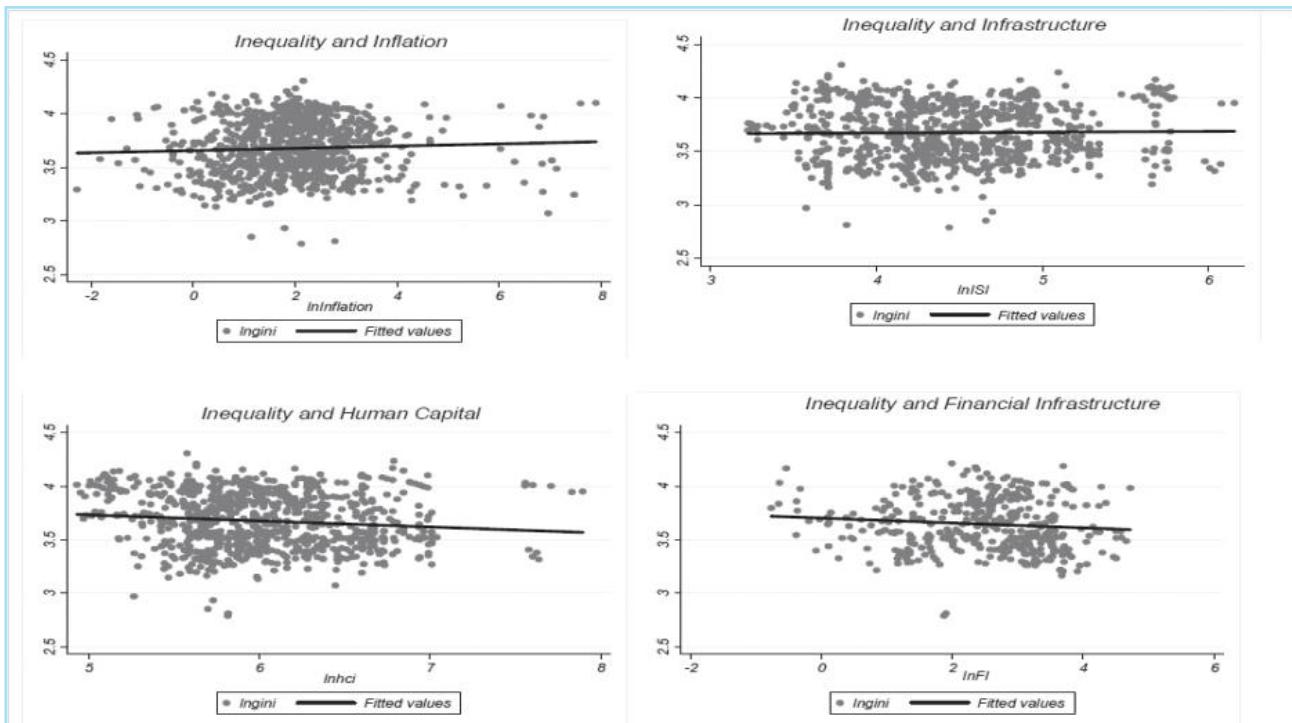 Inequality and Inflation
4.5
4
3.5
3
2.5
-2 0 2 4 6 8
lnInflation
lngini Fitted values
Inequality and Infrastructure
4.5
4
3.5
3
2.5
3 4 5 6
lnISI
lngini Fitted values
Inequality and Human Capital
4.5
4
3.5
3
2.5
5 6 7 8
lnhci
lngini Fitted values
Inequality and Financial Infrastructure
4.5
4
3.5
3
2.5
-2 0 2 4 6
lnFI
lngini Fitted values